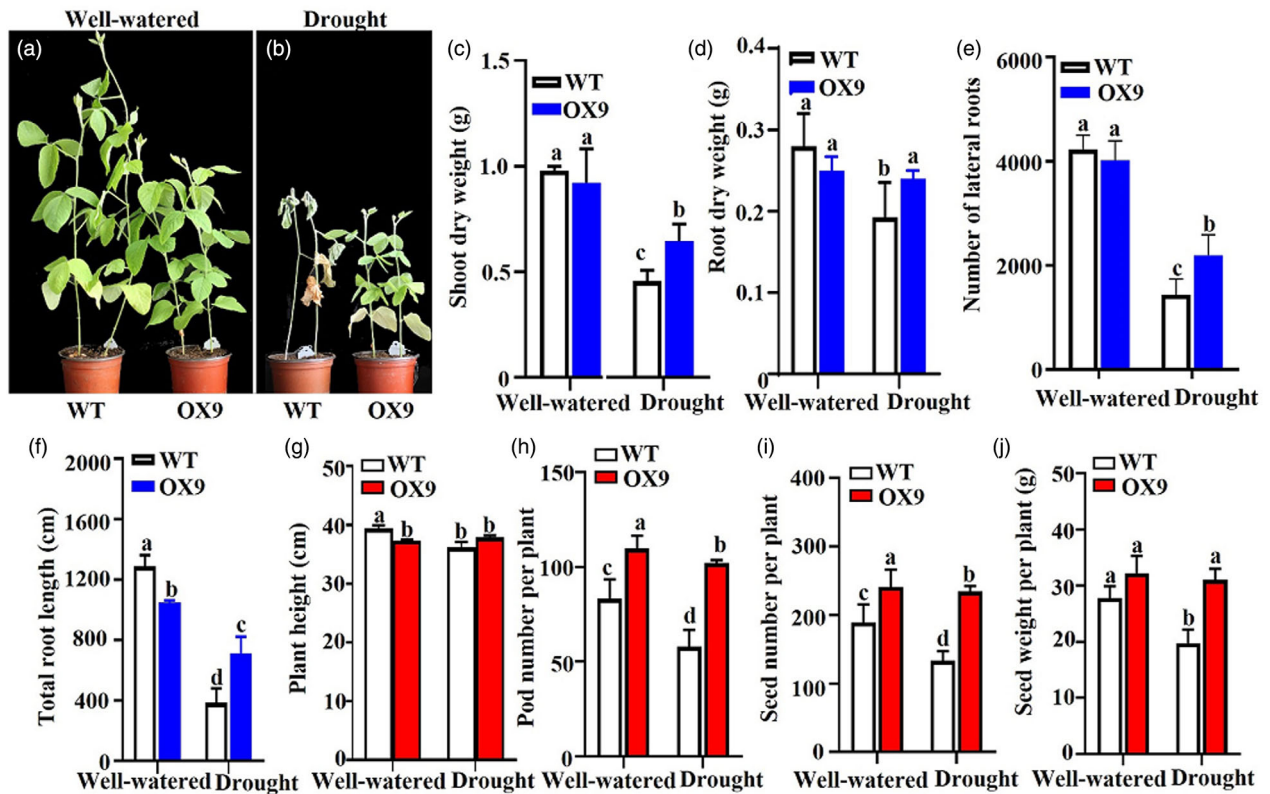 Well-watered
Drought
(a)
(b)
WT
OX9
WT
OX9
(c)
Shoot dry weight (g)
1.5
1.0
0.5
0
WT
OX9
a
a
c
b
Well-watered
Drought
(d)
Root dry weight (g)
0.4
0.3
0.2
0.1
0
WT
OX9
a
a
b
a
Well-watered
Drought
(e)
Number of lateral roots
6000
4000
2000
0
WT
OX9
a
a
c
b
Well-watered
Drought
(f)
Total root length (cm)
2000
1600
1200
800
400
0
WT
OX9
a
b
d
c
Well-watered
Drought
(g)
Plant height (cm)
50
40
30
20
10
0
WT
OX9
a
b
b
b
Well-watered
Drought
(h)
Pod number per plant
150
100
50
0
WT
OX9
c
a
d
b
Well-watered
Drought
(i)
Seed number per plant
400
300
200
100
0
WT
OX9
c
a
d
b
Well-watered
Drought
(j)
Seed weight per plant (g)
50
40
30
20
10
0
WT
OX9
a
a
b
a
Well-watered
Drought